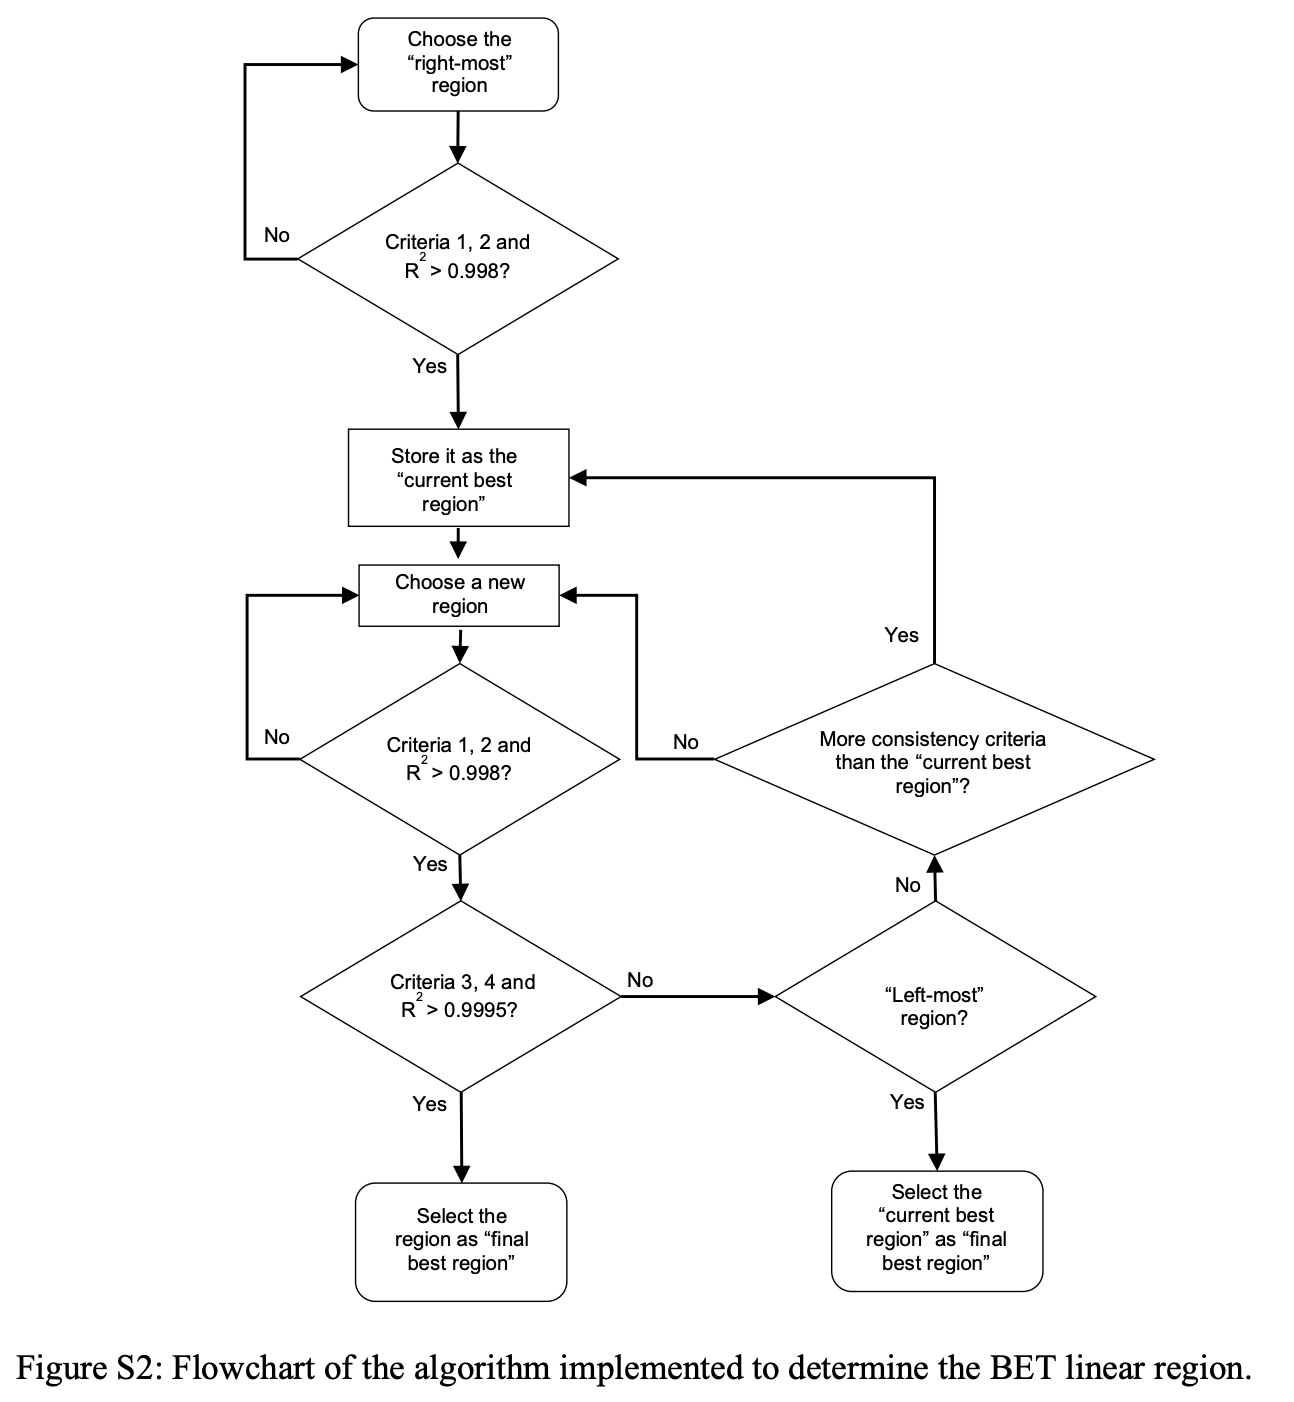 Choose the
“right-most”
region
No
Criteria 1, 2 and
R² > 0.998?
Yes
Store it as the
“current best
region”
Choose a new
region
Yes
No
Criteria 1, 2 and
R² > 0.998?
No
More consistency criteria
than the “current best
region”?
Yes
No
Criteria 3, 4 and
R² > 0.9995?
No
“Left-most”
region?
Yes
Yes
Select the
region as “final
best region”
Select the
“current best
region” as “final
best region”
Figure S2: Flowchart of the algorithm implemented to determine the BET linear region.